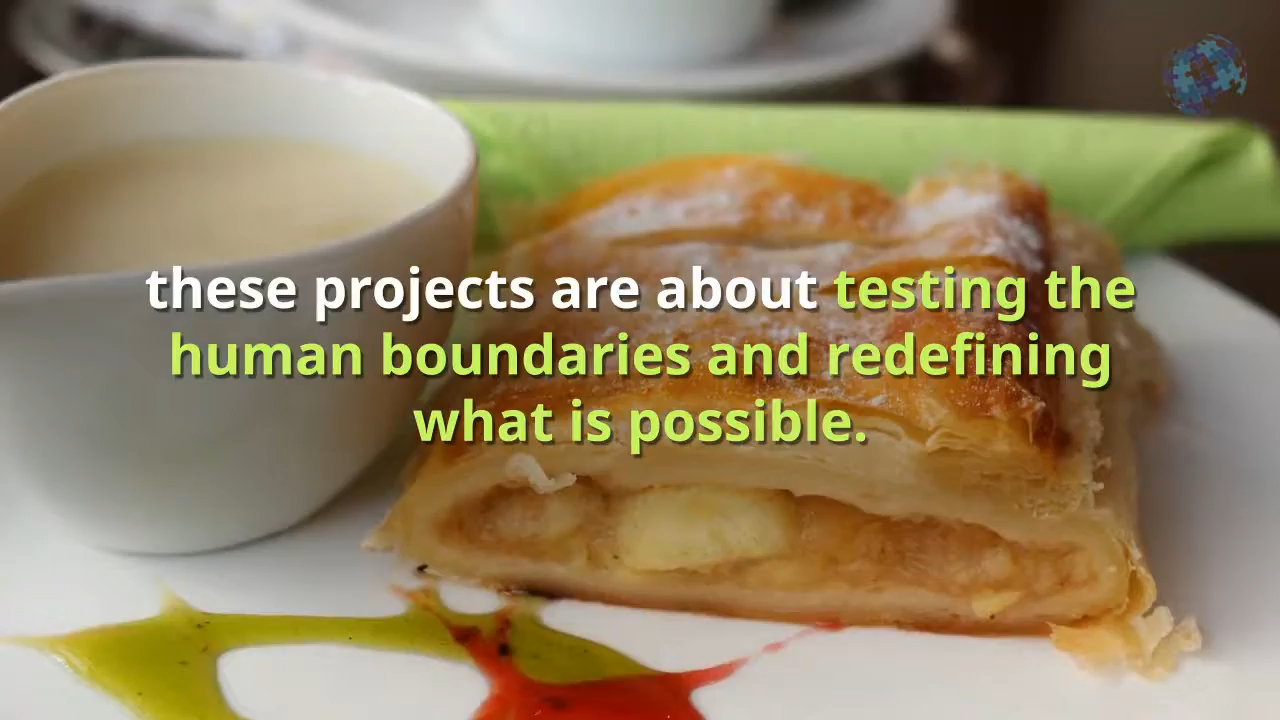 these projects are about testing the
human boundaries and redefining
what is possible.